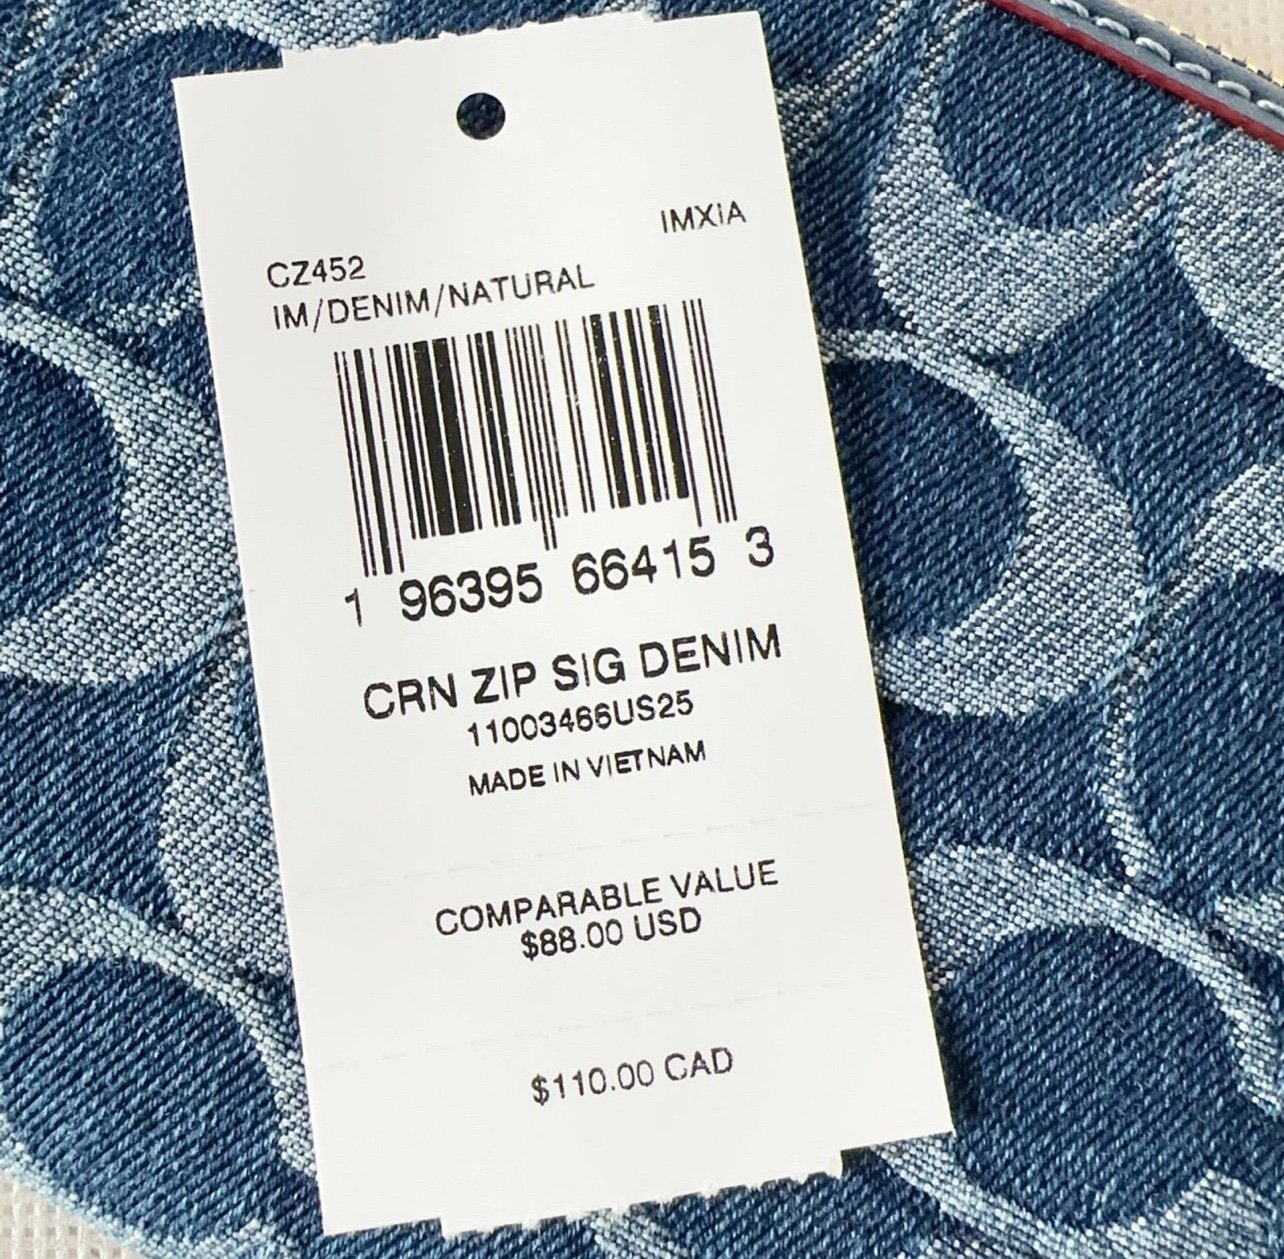 IMXIA
CZ452
IM/DENIM/NATURAL
1 96395 66415 3
CRN ZIP SIG DENIM
11003466US25
MADE IN VIETNAM
COMPARABLE VALUE
$88.00 USD
$110.00 CAD